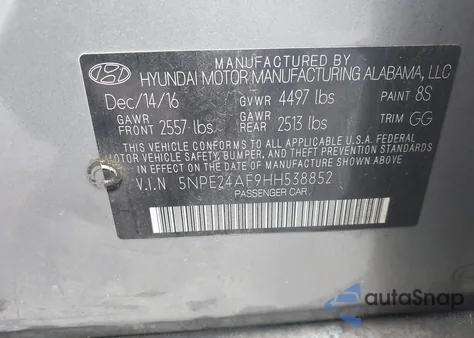 MANUFACTURED BY
HYUNDAI MOTOR MANUFACTURING ALABAMA, LLC
Dec/14/16 GVWR 4497 lbs PAINT 8S
GAWR FRONT 2557 lbs. GAWR REAR 2513 lbs TRIM GG
THIS VEHICLE CONFORMS TO ALL APPLICABLE U.S.A. FEDERAL
MOTOR VEHICLE SAFETY, BUMPER, AND THEFT PREVENTION STANDARDS
IN EFFECT ON THE DATE OF MANUFACTURE SHOWN ABOVE.
V.I.N 5NPE24AF9HH538852
PASSENGER CAR
autoSnap